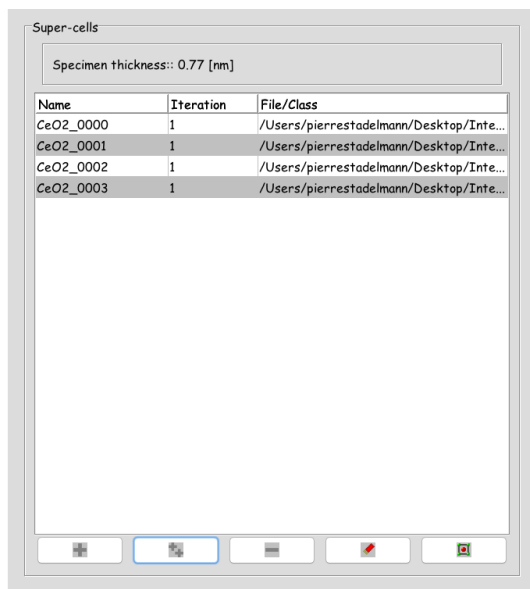 Super-cells
Specimen thickness:: 0.77 [nm]
Name Iteration File/Class
CeO2_0000 1 /Users/pierrestadelmann/Desktop/Inte...
CeO2_0001 1 /Users/pierrestadelmann/Desktop/Inte...
CeO2_0002 1 /Users/pierrestadelmann/Desktop/Inte...
CeO2_0003 1 /Users/pierrestadelmann/Desktop/Inte...